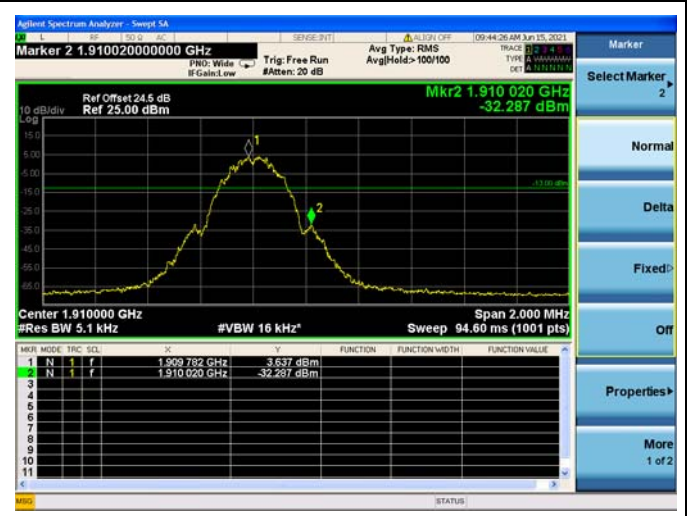 Agilent Spectrum Analyzer - Swept SA
L RF 50 Ω AC SENSE:INT ALIGN OFF 09:44:26 AM Jun 15, 2021
Marker 2 1.910020000000 GHz
PNO: Wide
IFGain:Low
Trig: Free Run
#Atten: 20 dB
Avg Type: RMS
Avg|Hold:>100/100
TRACE 1 2 3 4 5 6
TYPE A WWWWW
DET A N N N N N
Mkr2 1.910 020 GHz
-32.287 dBm
Ref Offset 24.5 dB
10 dB/div Ref 25.00 dBm
Log
15.0
5.00
-5.00
-15.0
-25.0
-35.0
-45.0
-55.0
-65.0
-13.00 dBm
1
2
Center 1.910000 GHz Span 2.000 MHz
#Res BW 5.1 kHz #VBW 16 kHz* Sweep 94.60 ms (1001 pts)
MKR MODE TRC SCL X Y FUNCTION FUNCTION WIDTH FUNCTION VALUE
1 N 1 f 1.909 782 GHz 3.637 dBm
2 N 1 f 1.910 020 GHz -32.287 dBm
3
4
5
6
7
8
9
10
11
MSG STATUS
Marker
Select Marker
2
Normal
Delta
Fixed
Off
Properties
More
1 of 2